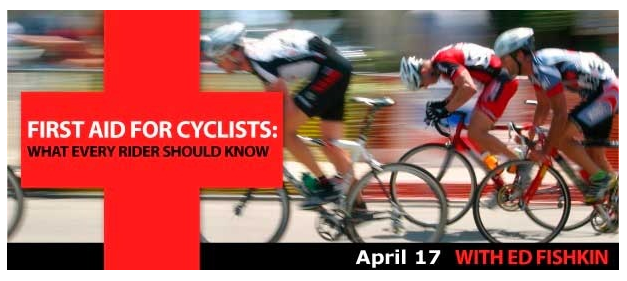 FIRST AID FOR CYCLISTS:
WHAT EVERY RIDER SHOULD KNOW
April 17 WITH ED FISHKIN